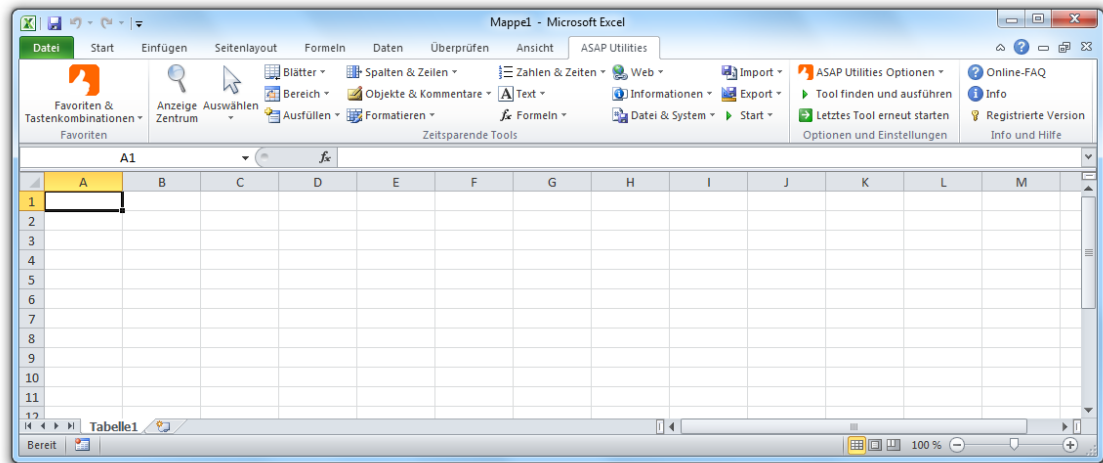 Mappe1 - Microsoft Excel
Datei Start Einfügen Seitenlayout Formeln Daten Überprüfen Ansicht ASAP Utilities
Blätter Spalten & Zeilen Zahlen & Zeiten Web Import ASAP Utilities Optionen Online-FAQ
Favoriten & Anzeige Auswählen Bereich Objekte & Kommentare Text Informationen Export Tool finden und ausführen Info
Tastenkombinationen Zentrum Ausfüllen Formatieren Formeln Datei & System Start Letztes Tool erneut starten Registrierte Version
Favoriten Zeitsparende Tools Optionen und Einstellungen Info und Hilfe
A1 fx
A B C D E F G H I J K L M
1
2
3
4
5
6
7
8
9
10
11
12
Tabelle1
Bereit 100 %